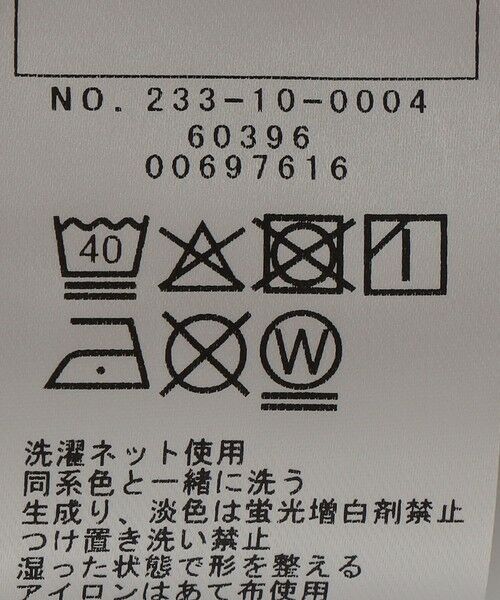 NO. 233-10-0004
60396
00697616
40
W
洗濯ネット使用
同系色と一緒に洗う
生成り、淡色は蛍光増白剤禁止
つけ置き洗い禁止
湿った状態で形を整える
アイロンはあて布使用